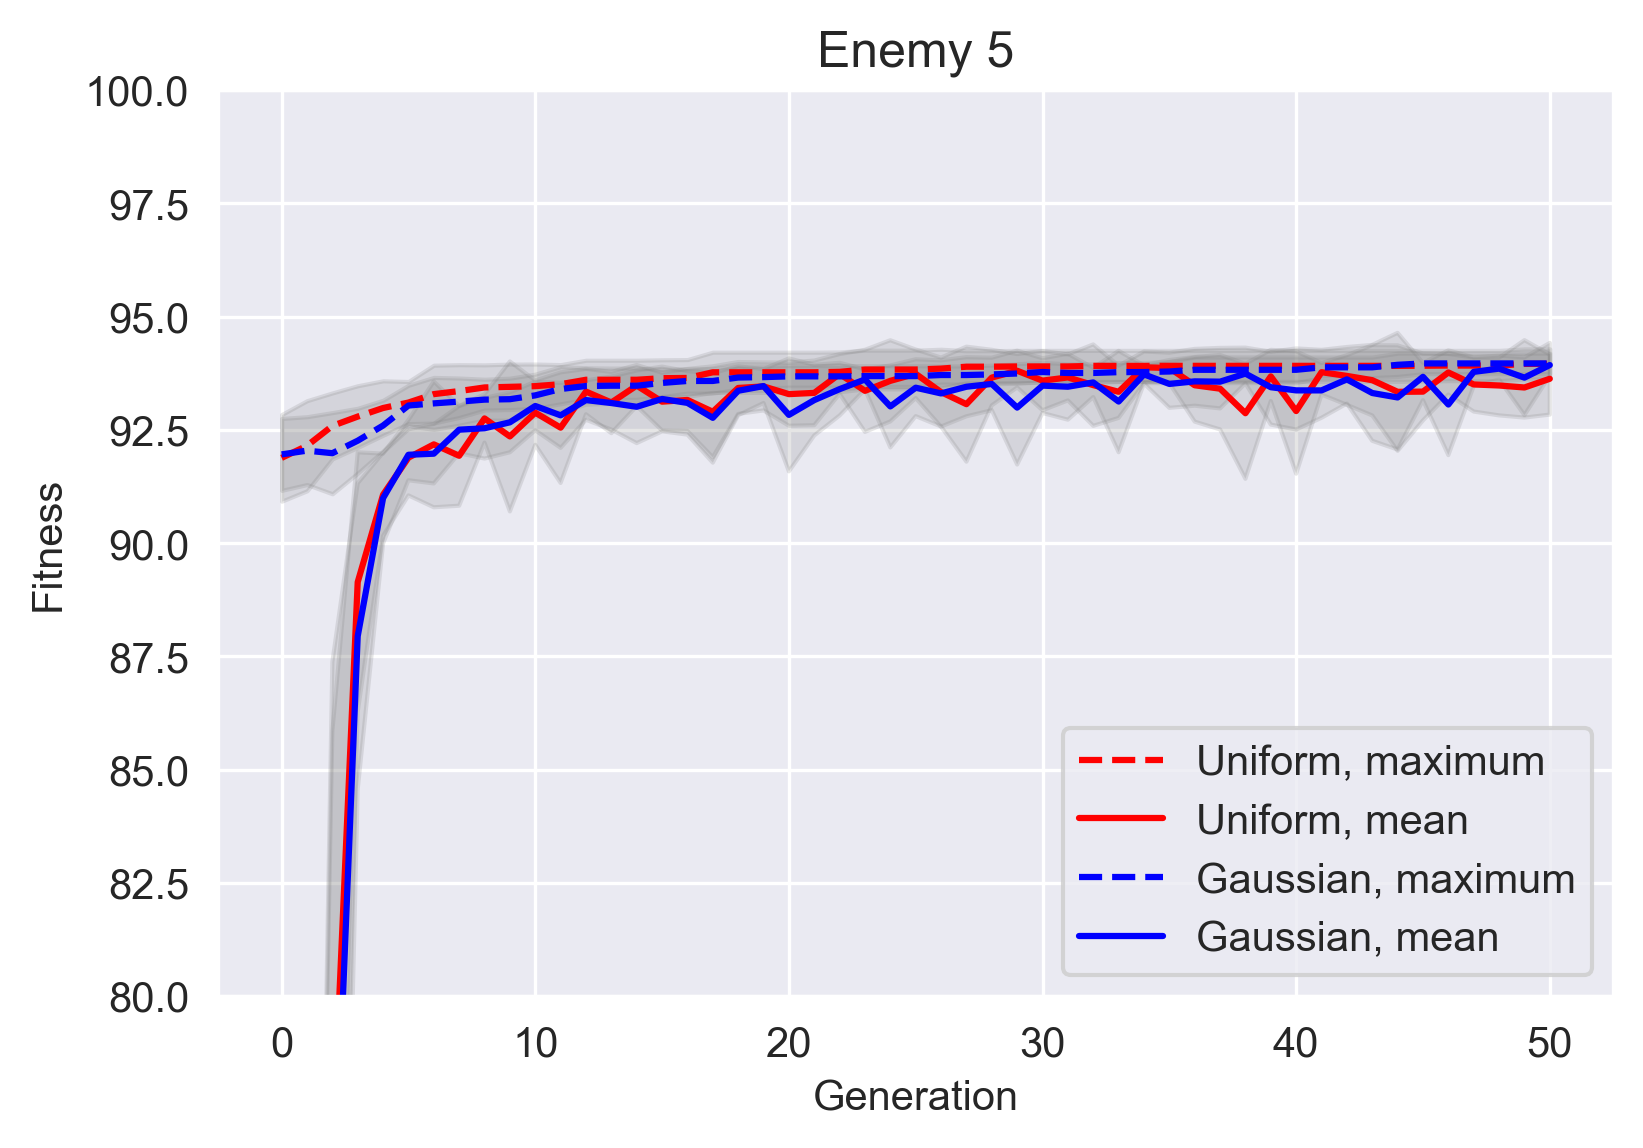 Enemy 5
100.0
97.5
95.0
92.5
90.0
87.5
85.0
82.5
80.0
Fitness
0 10 20 30 40 50
Generation
Uniform, maximum
Uniform, mean
Gaussian, maximum
Gaussian, mean